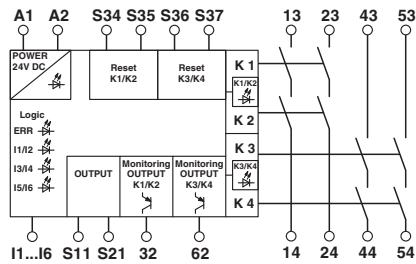 A1 A2 S34 S35 S36 S37 13 23 43 53
POWER
24V DC
Reset
K1/K2
Reset
K3/K4
K 1
K1/K2
K 2
Logic
ERR
I1/I2
I3/I4
I5/I6
K 3
K3/K4
K 4
OUTPUT
Monitoring
OUTPUT
K1/K2
Monitoring
OUTPUT
K3/K4
I1...I6 S11 S21 32 62 14 24 44 54